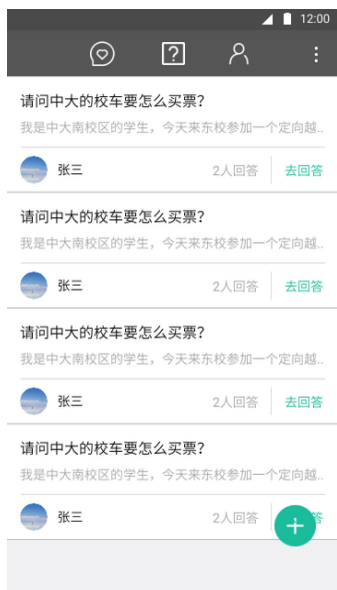 12:00
请问中大的校车要怎么买票?
我是中大南校区的学生，今天来东校参加一个定向越..
张三 2人回答 去回答
请问中大的校车要怎么买票?
我是中大南校区的学生，今天来东校参加一个定向越..
张三 2人回答 去回答
请问中大的校车要怎么买票?
我是中大南校区的学生，今天来东校参加一个定向越..
张三 2人回答 去回答
请问中大的校车要怎么买票?
我是中大南校区的学生，今天来东校参加一个定向越..
张三 2人回答 答